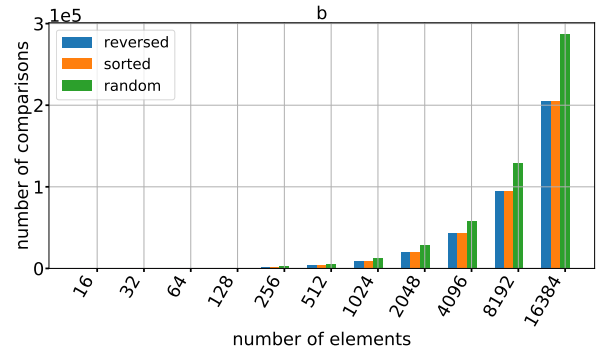 b
1e5
3
2
1
0
number of comparisons
reversed
sorted
random
16
32
64
128
256
512
1024
2048
4096
8192
16384
number of elements